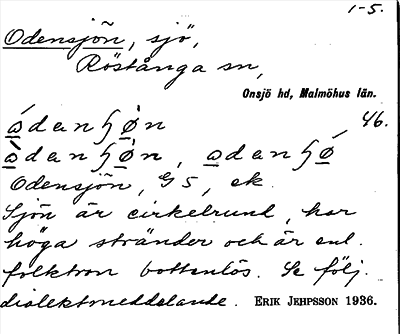 1-5.
Odensjön, sjö,
Röstånga sn,
Onsjö hd, Malmöhus län.
46.
Odensjön, G 5, ek.
Sjön är cirkelrund, har
höga stränder och är enl.
folktron bottenlös. Se följ.
dialektmeddelande. ERIK JEHPSSON 1936.